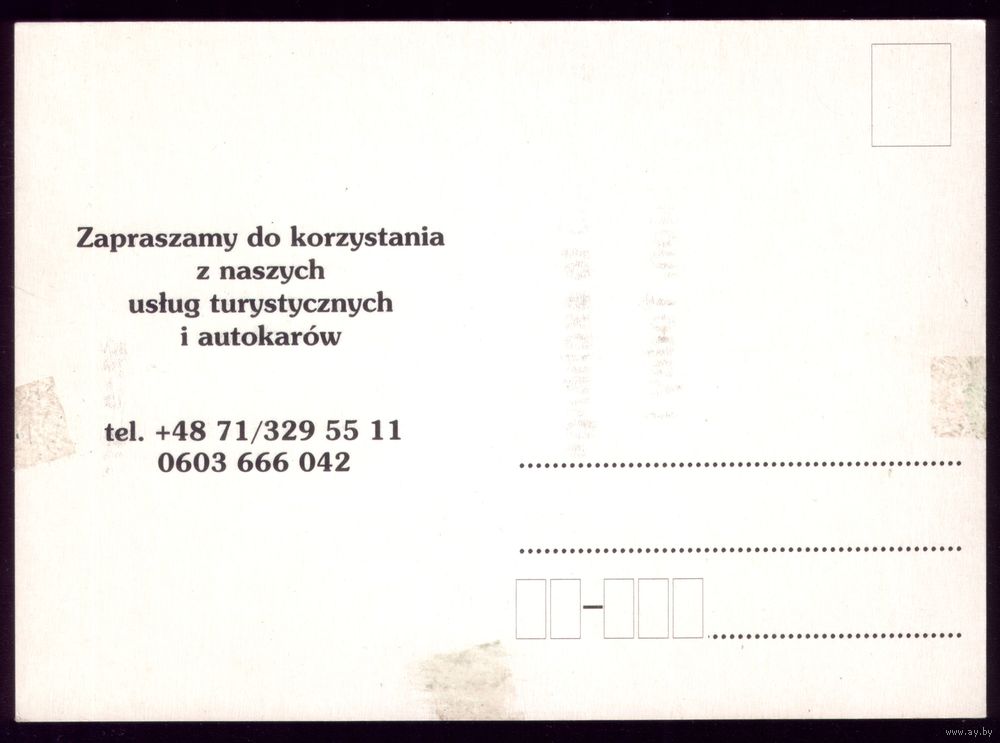 Zapraszamy do korzystania
z naszych
usług turystycznych
i autokarów
tel. +48 71/329 55 11
0603 666 042
www.ay.by